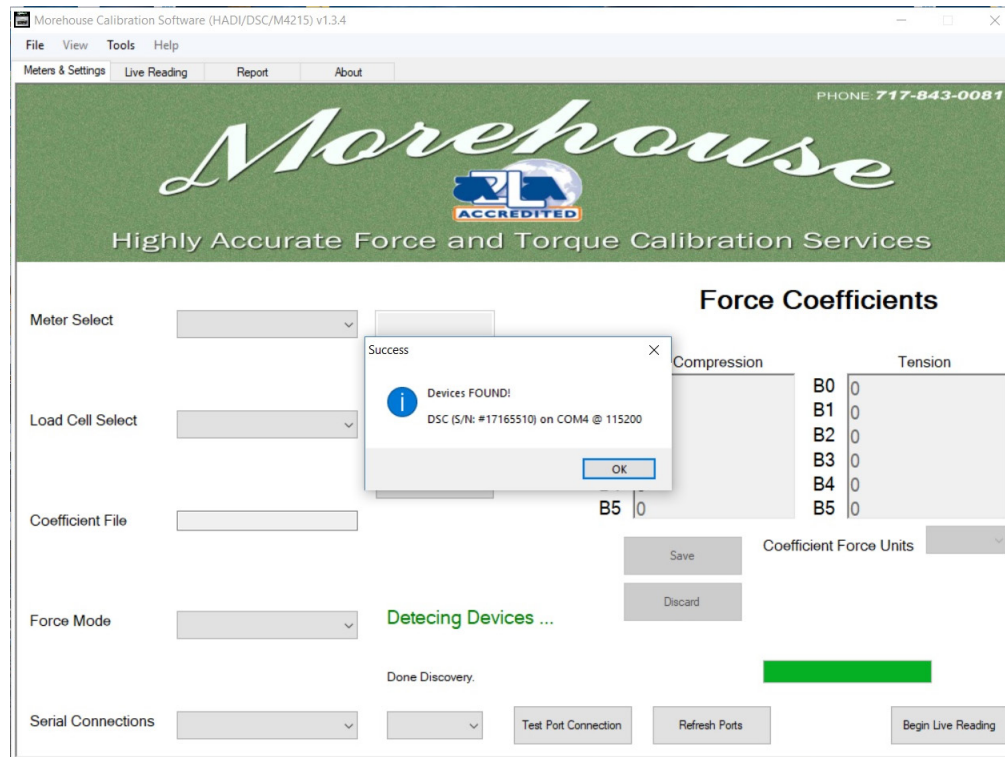 Morehouse Calibration Software (HADI/DSC/M4215) v1.3.4
File View Tools Help
Meters & Settings Live Reading Report About
PHONE: 717-843-0081
Morehouse
A2LA
ACCREDITED
Highly Accurate Force and Torque Calibration Services
Force Coefficients
Meter Select
Success
Compression Tension
Devices FOUND!
DSC (S/N: #17165510) on COM4 @ 115200
OK
B0 0
B1 0
B2 0
B3 0
B4 0
B5 0 B5 0
Load Cell Select
Coefficient File
Coefficient Force Units
Save
Discard
Force Mode
Detecing Devices ...
Done Discovery.
Serial Connections
Test Port Connection Refresh Ports Begin Live Reading